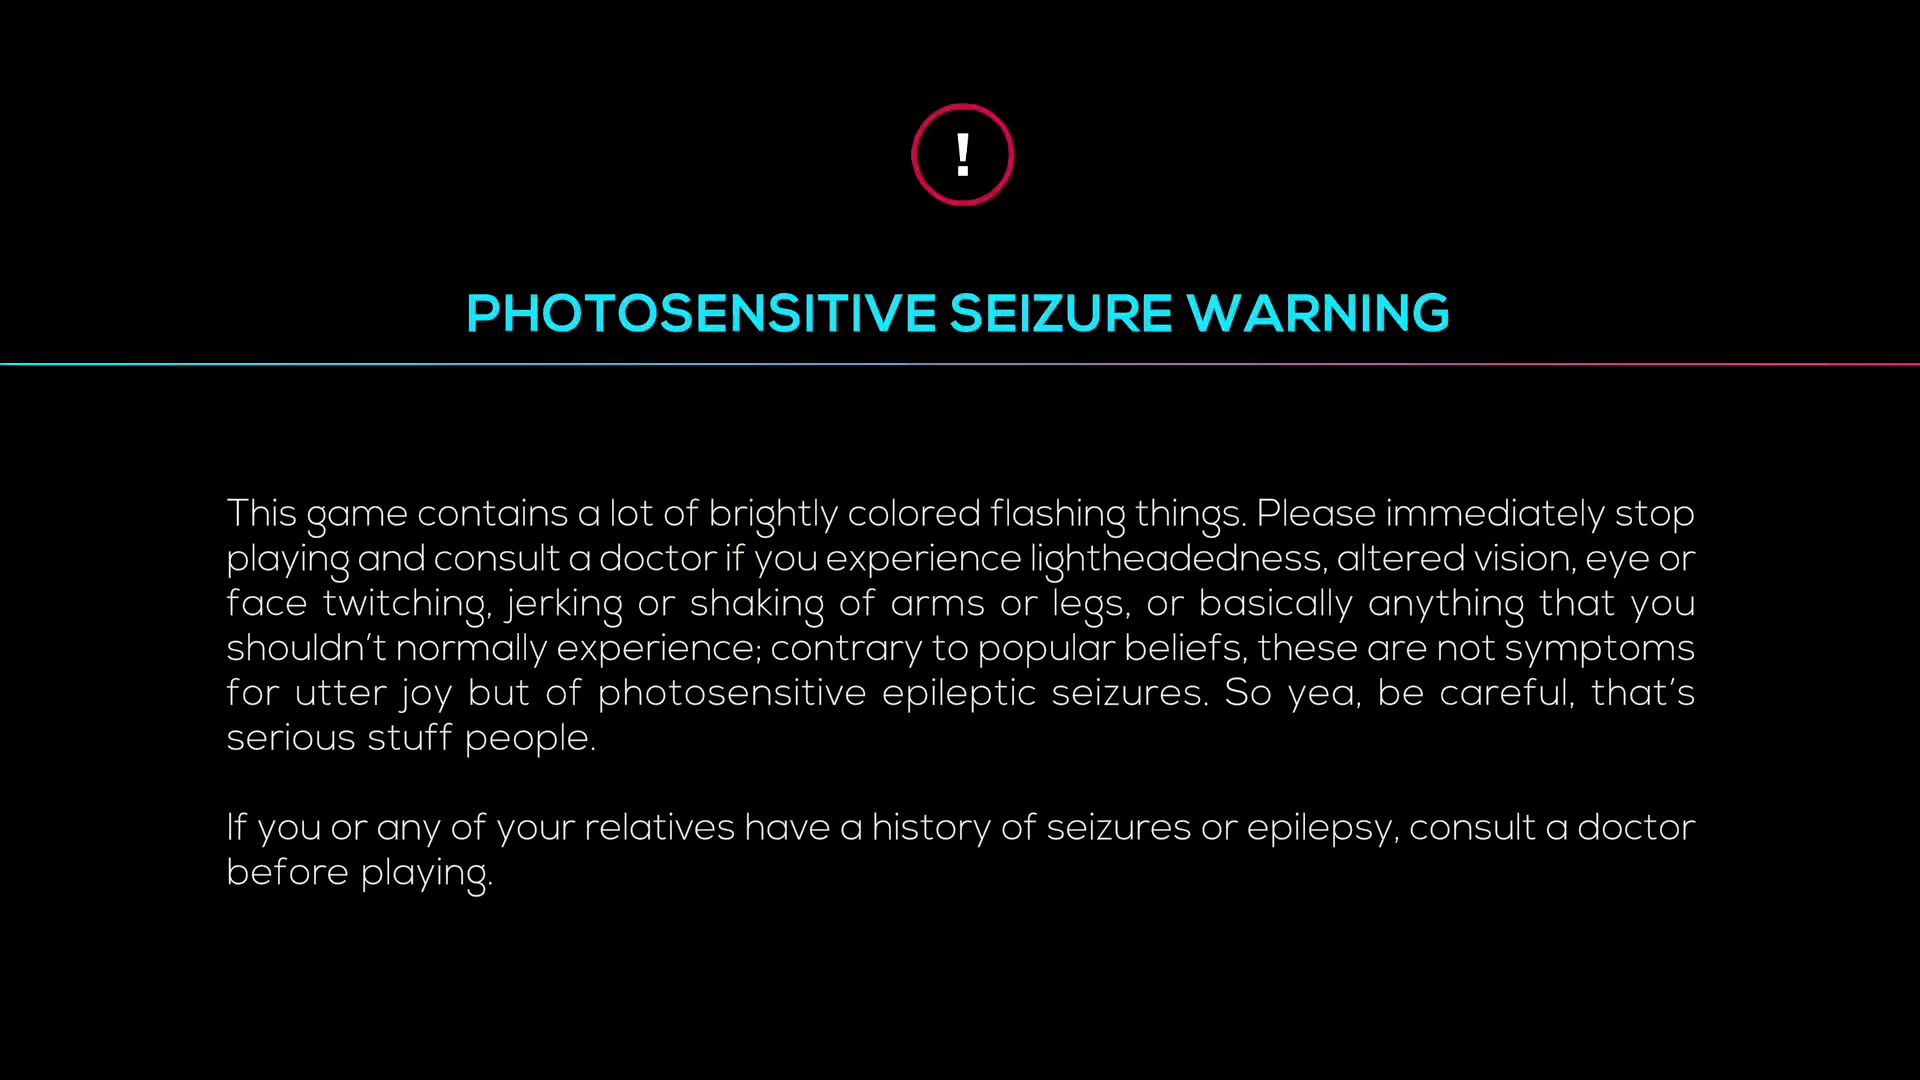 !
PHOTOSENSITIVE SEIZURE WARNING
This game contains a lot of brightly colored flashing things. Please immediately stop
playing and consult a doctor if you experience lightheadedness, altered vision, eye or
face twitching, jerking or shaking of arms or legs, or basically anything that you
shouldn’t normally experience; contrary to popular beliefs, these are not symptoms
for utter joy but of photosensitive epileptic seizures. So yea, be careful, that’s
serious stuff people.
If you or any of your relatives have a history of seizures or epilepsy, consult a doctor
before playing.